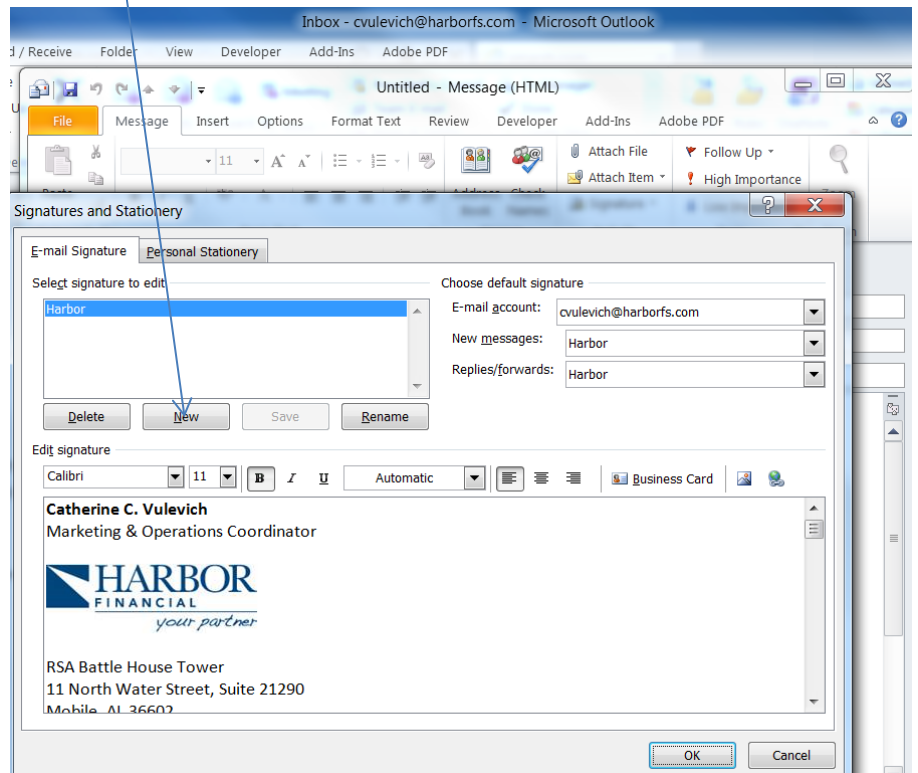 Inbox - cvulevich@harborfs.com - Microsoft Outlook
d / Receive Folder View Developer Add-Ins Adobe PDF
Untitled - Message (HTML)
File Message Insert Options Format Text Review Developer Add-Ins Adobe PDF
11 Attach File Follow Up
Attach Item High Importance
Signatures and Stationery
E-mail Signature Personal Stationery
Select signature to edit Choose default signature
Harbor E-mail account: cvulevich@harborfs.com
New messages: Harbor
Replies/forwards: Harbor
Delete New Save Rename
Edit signature
Calibri 11 B I U Automatic Business Card
Catherine C. Vulevich
Marketing & Operations Coordinator
HARBOR
FINANCIAL
your partner
RSA Battle House Tower
11 North Water Street, Suite 21290
Mobile, AL 36602
OK Cancel